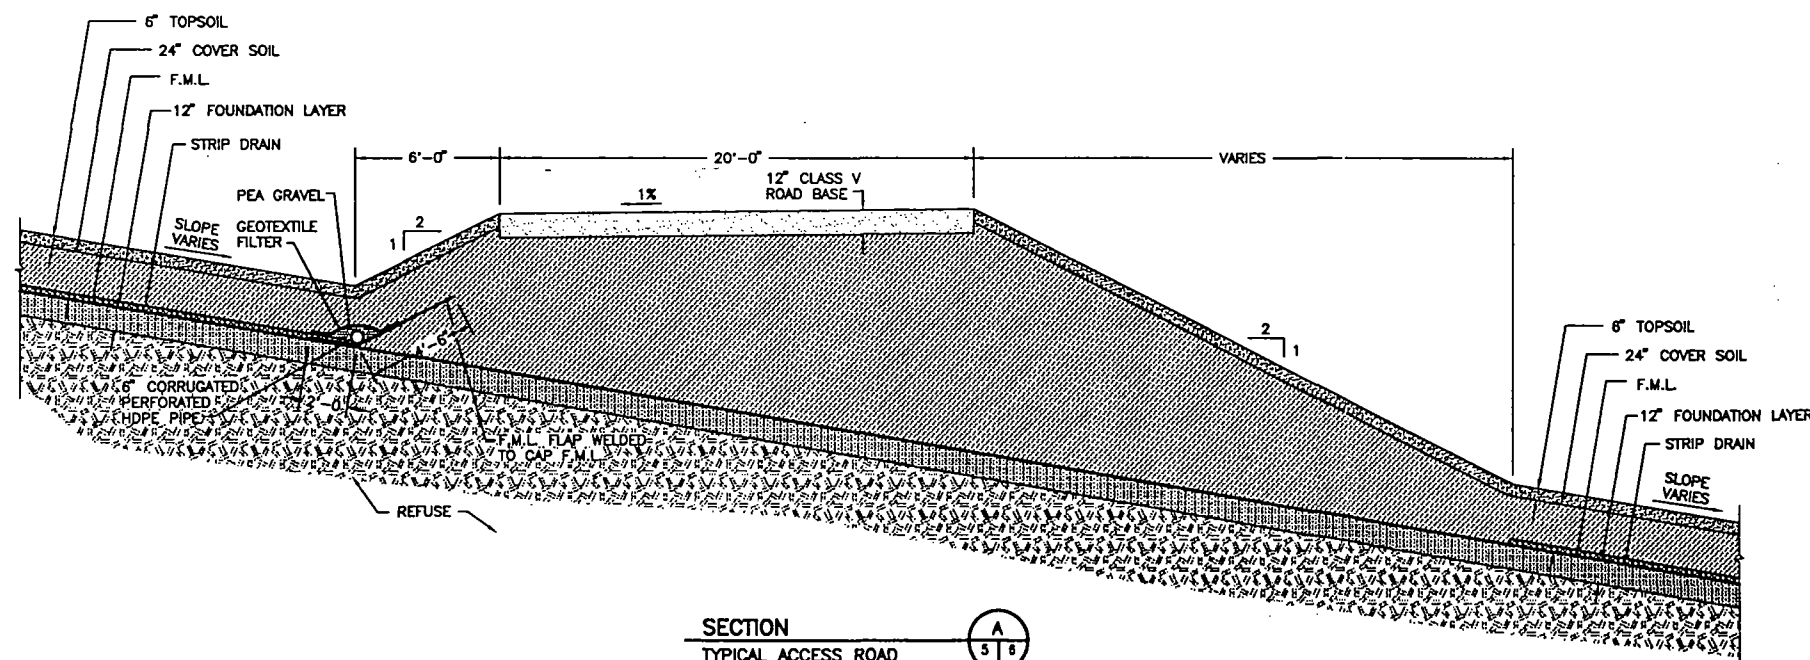 6" TOPSOIL
24" COVER SOIL
F.M.L.
12" FOUNDATION LAYER
STRIP DRAIN
6'-0"
20'-0"
VARIES
PEA GRAVEL
GEOTEXTILE
FILTER
SLOPE
VARIES
1
2
1%
12" CLASS V
ROAD BASE
2
1
4'-6"
6" CORRUGATED
PERFORATED
HDPE PIPE
2'-0"
F.M.L. FLAP WELDED
TO CAP F.M.L.
REFUSE
6" TOPSOIL
24" COVER SOIL
F.M.L.
12" FOUNDATION LAYER
STRIP DRAIN
SLOPE
VARIES
SECTION
TYPICAL ACCESS ROAD
A
5 6